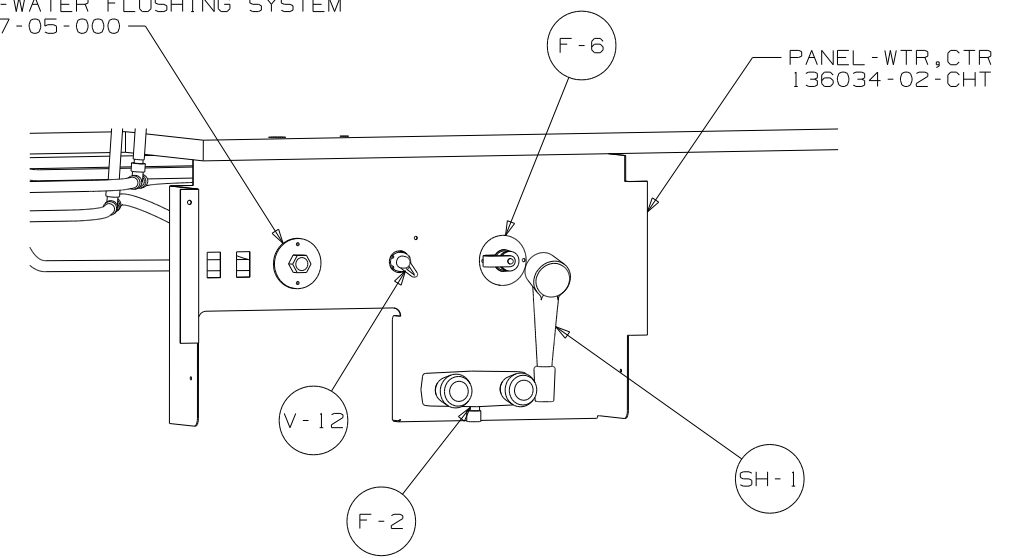 -WATER FLUSHING SYSTEM
7-05-000
F-6
PANEL-WTR,CTR
136034-02-CHT
V-12
SH-1
F-2